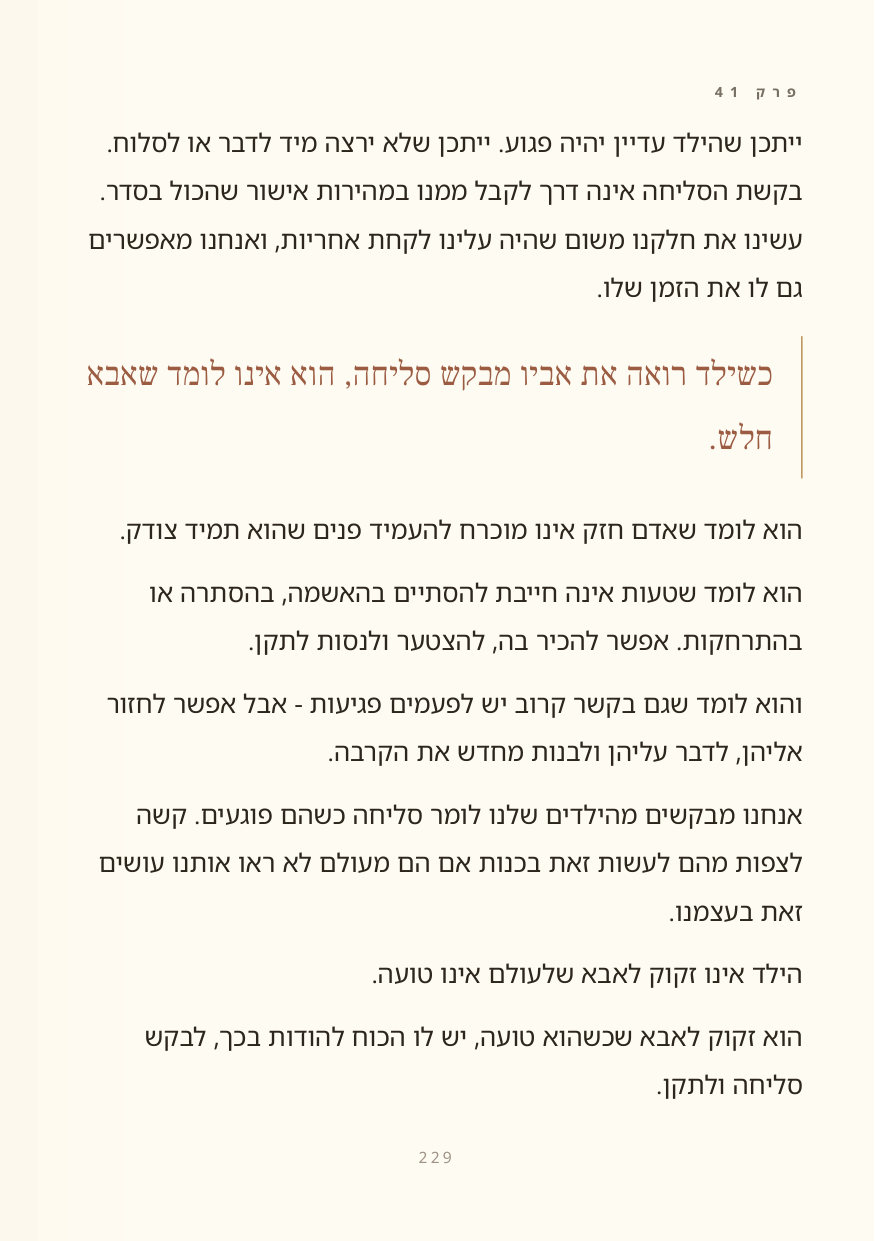 פרק 41
ייתכן שהילד עדיין יהיה פגוע. ייתכן שלא ירצה מיד לדבר או לסלוח.
בקשת הסליחה אינה דרך לקבל ממנו במהירות אישור שהכול בסדר.
עשינו את חלקנו משום שהיה עלינו לקחת אחריות, ואנחנו מאפשרים
גם לו את הזמן שלו.
כשילד רואה את אביו מבקש סליחה, הוא אינו לומד שאבא
חלש.
הוא לומד שאדם חזק אינו מוכרח להעמיד פנים שהוא תמיד צודק.
הוא לומד שטעות אינה חייבת להסתיים בהאשמה, בהסתרה או
בהתרחקות. אפשר להכיר בה, להצטער ולנסות לתקן.
והוא לומד שגם בקשר קרוב יש לפעמים פגיעות - אבל אפשר לחזור
אליהן, לדבר עליהן ולבנות מחדש את הקרבה.
אנחנו מבקשים מהילדים שלנו לומר סליחה כשהם פוגעים. קשה
לצפות מהם לעשות זאת בכנות אם הם מעולם לא ראו אותנו עושים
זאת בעצמנו.
הילד אינו זקוק לאבא שלעולם אינו טועה.
הוא זקוק לאבא שכשהוא טועה, יש לו הכוח להודות בכך, לבקש
סליחה ולתקן.
229